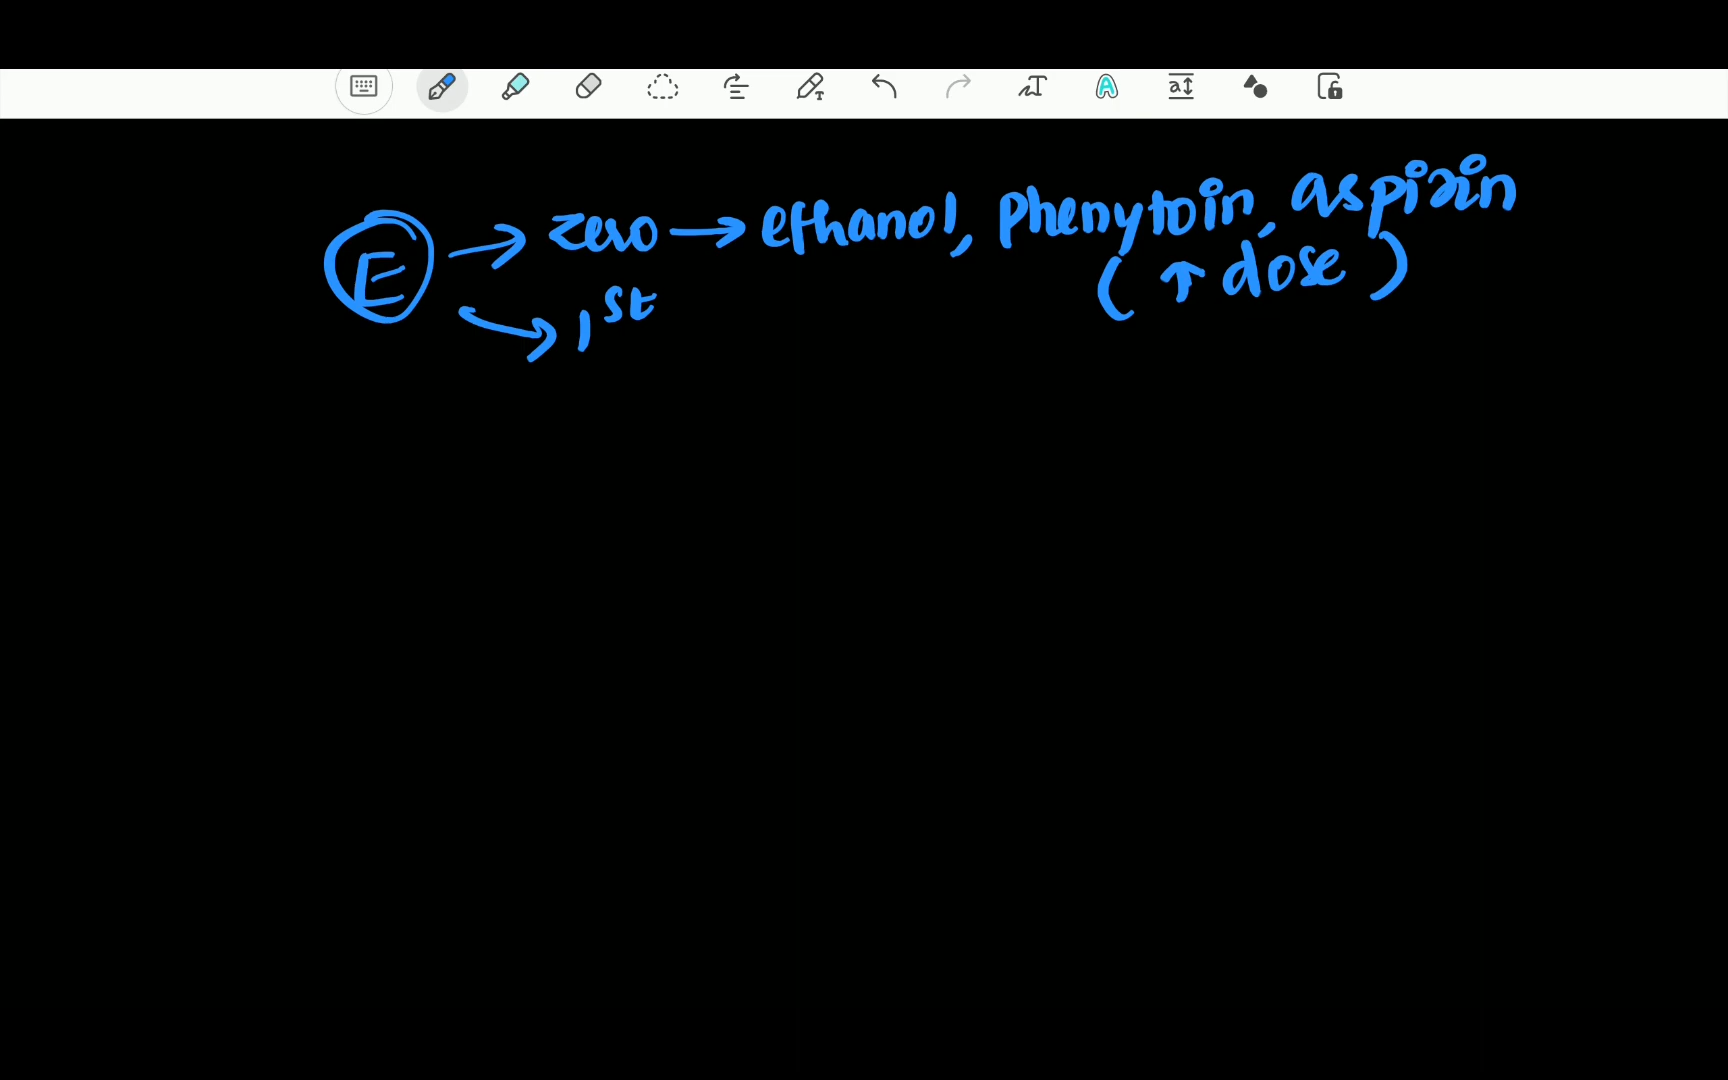 E → zero → ethanol, phenytoin, aspirin
(↑ dose)
→ 1st